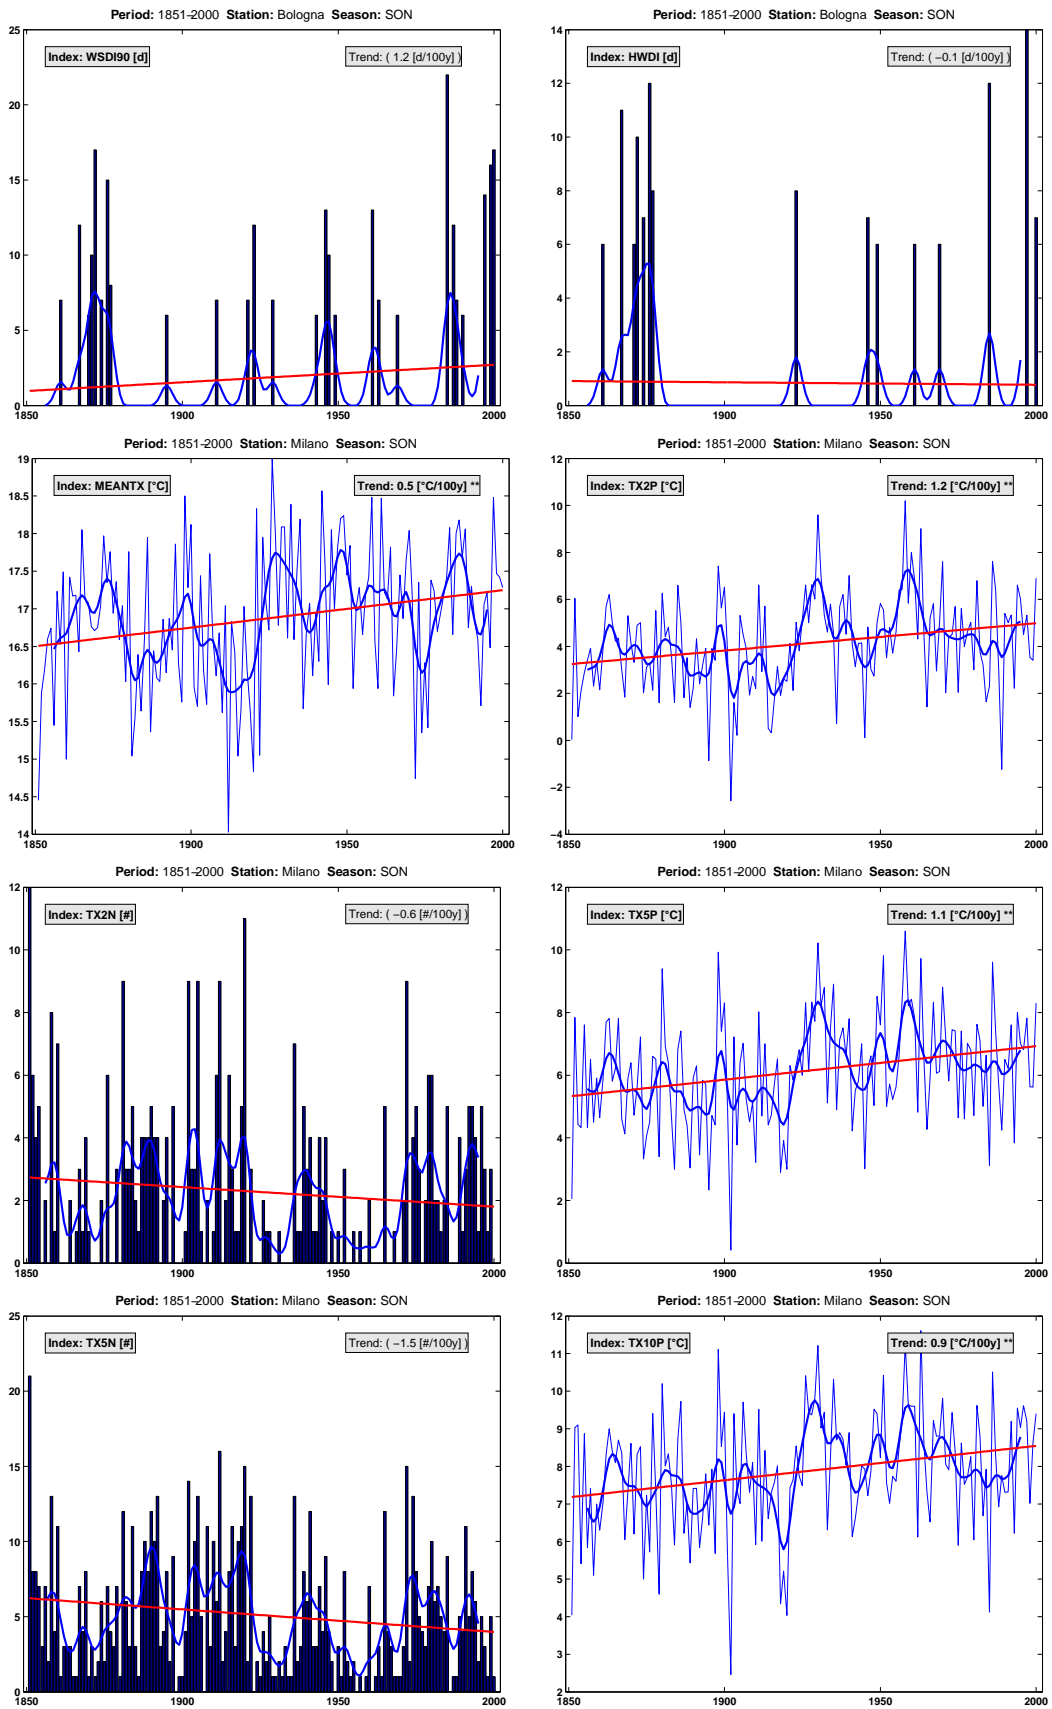 Period: 1851-2000 Station: Bologna Season: SON
Index: WSDI90 [d]
Trend: ( 1.2 [d/100y] )
25
20
15
10
5
0
1850 1900 1950 2000
Period: 1851-2000 Station: Bologna Season: SON
Index: HWDI [d]
Trend: ( −0.1 [d/100y] )
14
12
10
8
6
4
2
0
1850 1900 1950 2000
Period: 1851-2000 Station: Milano Season: SON
Index: MEANTX [°C]
Trend: 0.5 [°C/100y] **
19
18.5
18
17.5
17
16.5
16
15.5
15
14.5
14
1850 1900 1950 2000
Period: 1851-2000 Station: Milano Season: SON
Index: TX2P [°C]
Trend: 1.2 [°C/100y] **
12
10
8
6
4
2
0
−2
−4
1850 1900 1950 2000
Period: 1851-2000 Station: Milano Season: SON
Index: TX2N [#]
Trend: ( −0.6 [#/100y] )
12
10
8
6
4
2
0
1850 1900 1950 2000
Period: 1851-2000 Station: Milano Season: SON
Index: TX5P [°C]
Trend: 1.1 [°C/100y] **
12
10
8
6
4
2
0
1850 1900 1950 2000
Period: 1851-2000 Station: Milano Season: SON
Index: TX5N [#]
Trend: ( −1.5 [#/100y] )
25
20
15
10
5
0
1850 1900 1950 2000
Period: 1851-2000 Station: Milano Season: SON
Index: TX10P [°C]
Trend: 0.9 [°C/100y] **
12
11
10
9
8
7
6
5
4
3
2
1850 1900 1950 2000